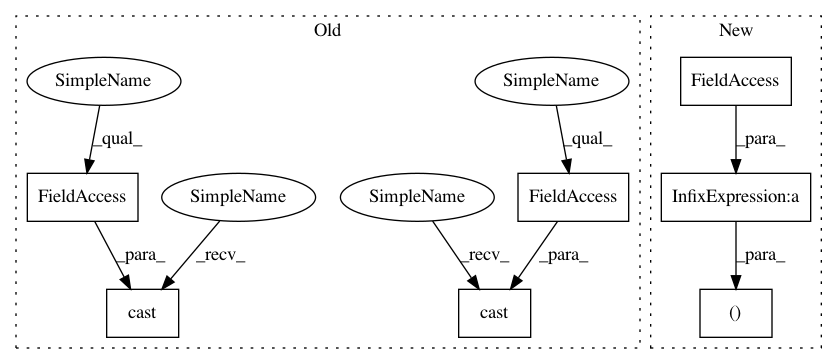 Old
New
SimpleName
SimpleName
FieldAccess
_qual_
_qual_
_para_
FieldAccess
SimpleName
SimpleName
FieldAccess
InfixExpression:a
_para_
_recv_
_recv_
_para_
_para_
cast
cast
()